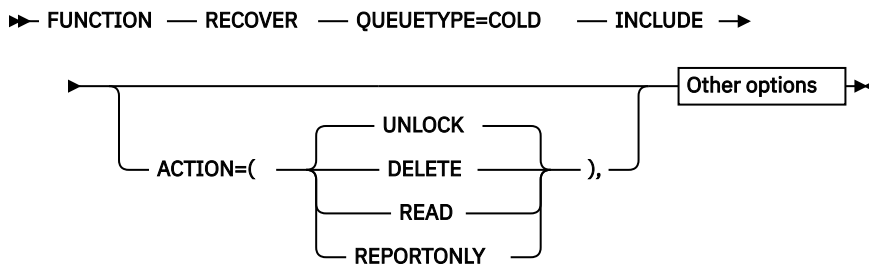 FUNCTION RECOVER QUEUETYPE=COLD INCLUDE
Other options
UNLOCK
ACTION=( DELETE ),
READ
REPORTONLY